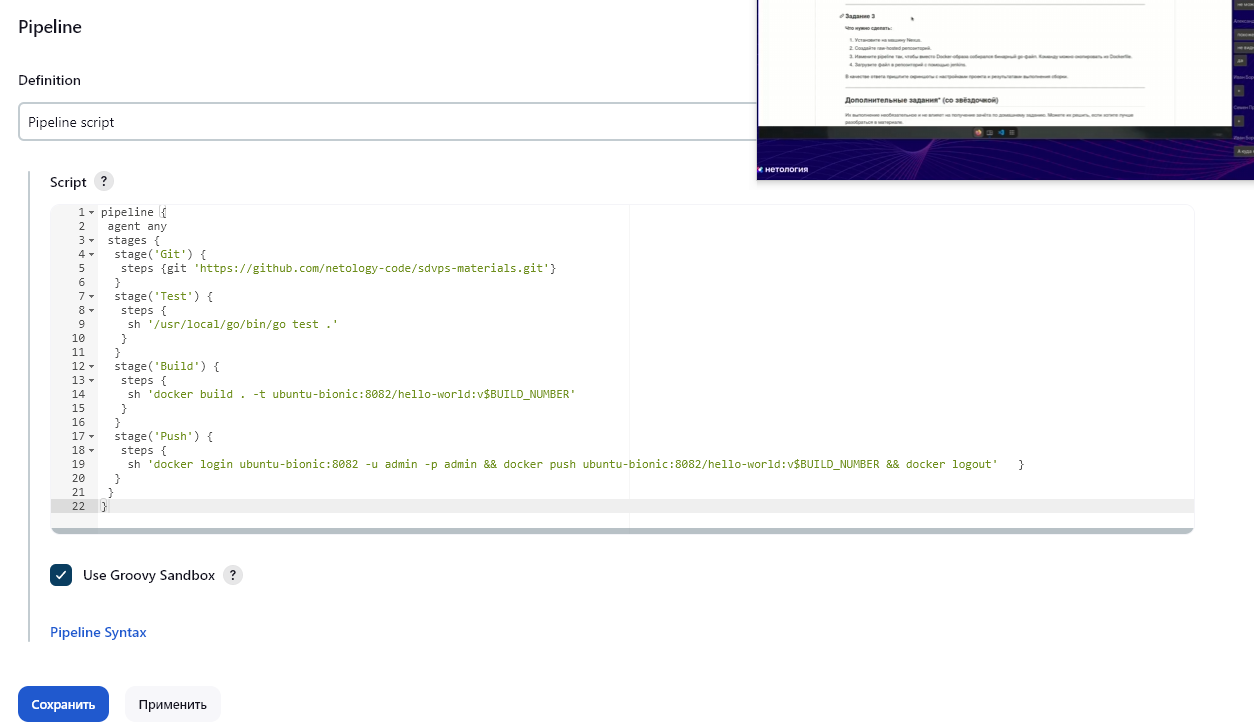 Pipeline
Definition
Pipeline script
Задание 3
Что нужно сделать:
1. Установите на машину Nexus.
2. Создайте raw-hosted репозиторий.
3. Измените pipeline так, чтобы вместо Docker-образа собирался бинарный go-файл. Команду можно скопировать из Dockerfile.
4. Загрузите файл в репозиторий с помощью jenkins.
В качестве ответа пришлите скриншоты с настройками проекта и результатами выполнения сборки.
Дополнительные задания* (со звёздочкой)
Их выполнение необязательное и не влияет на получение зачёта по домашнему заданию. Можете их решить, если хотите лучше
разобраться в материале.
нетология
Script ?
1 pipeline {
2 agent any
3 stages {
4 stage('Git') {
5 steps {git 'https://github.com/netology-code/sdvps-materials.git'}
6 }
7 stage('Test') {
8 steps {
9 sh '/usr/local/go/bin/go test .'
10 }
11 }
12 stage('Build') {
13 steps {
14 sh 'docker build . -t ubuntu-bionic:8082/hello-world:v$BUILD_NUMBER'
15 }
16 }
17 stage('Push') {
18 steps {
19 sh 'docker login ubuntu-bionic:8082 -u admin -p admin && docker push ubuntu-bionic:8082/hello-world:v$BUILD_NUMBER && docker logout' }
20 }
21 }
22 }
Use Groovy Sandbox ?
Pipeline Syntax
Сохранить
Применить